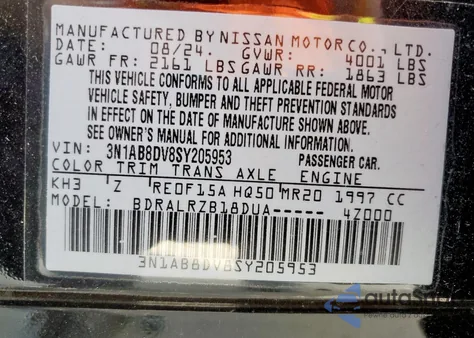 MANUFACTURED BY NISSAN MOTOR CO., LTD.
DATE: 08/24. GVWR: 4001 LBS
GAWR FR: 2161 LBS GAWR RR: 1863 LBS
THIS VEHICLE CONFORMS TO ALL APPLICABLE FEDERAL MOTOR
VEHICLE SAFETY, BUMPER AND THEFT PREVENTION STANDARDS
IN EFFECT ON THE DATE OF MANUFACTURE SHOWN ABOVE.
SEE OWNER'S MANUAL FOR ADDITIONAL INFORMATION.
VIN: 3N1AB8DV8SY205953 PASSENGER CAR.
COLOR TRIM TRANS AXLE ENGINE
KH3 Z RE0F15A HQ50 MR20 1997 CC
MODEL: BDRALRZB18DUA----- 4Z000
3N1AB8DV8SY205953